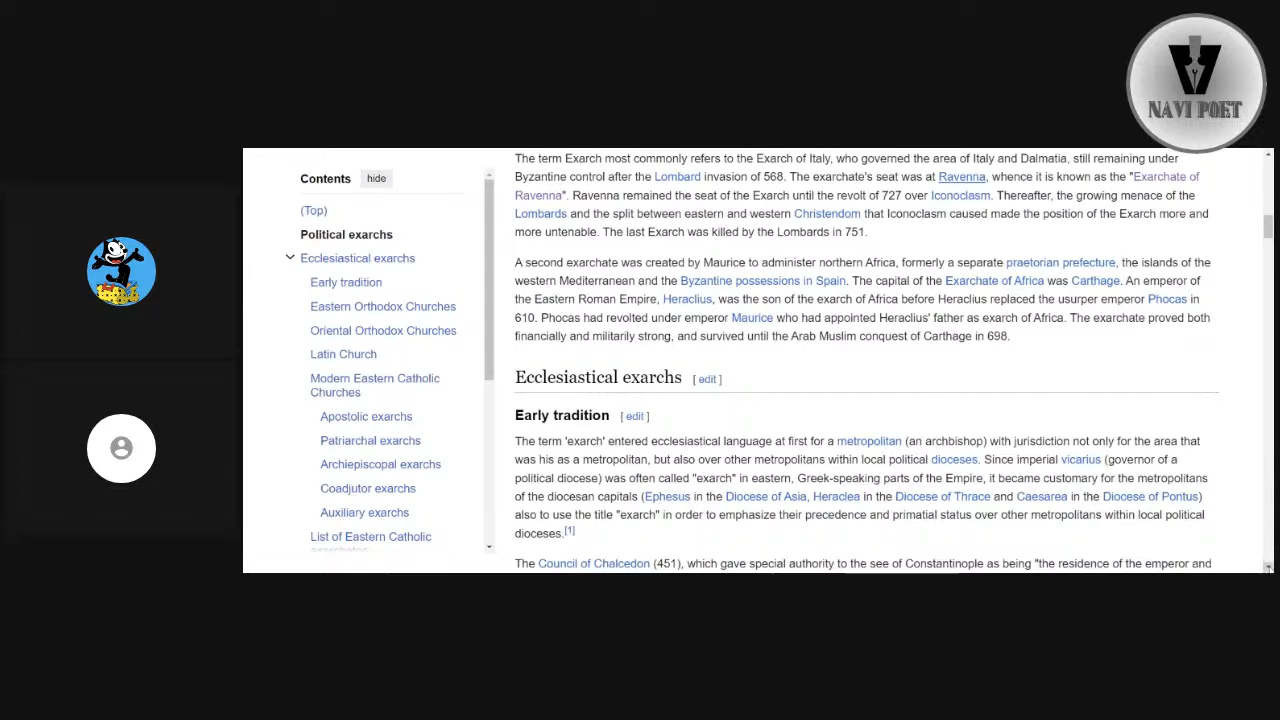 NAVI POET
Contents hide
(Top)
Political exarchs
Ecclesiastical exarchs
Early tradition
Eastern Orthodox Churches
Oriental Orthodox Churches
Latin Church
Modern Eastern Catholic
Churches
Apostolic exarchs
Patriarchal exarchs
Archiepiscopal exarchs
Coadjutor exarchs
Auxiliary exarchs
List of Eastern Catholic
exarchates
The term Exarch most commonly refers to the Exarch of Italy, who governed the area of Italy and Dalmatia, still remaining under
Byzantine control after the Lombard invasion of 568. The exarchate's seat was at Ravenna, whence it is known as the "Exarchate of
Ravenna". Ravenna remained the seat of the Exarch until the revolt of 727 over Iconoclasm. Thereafter, the growing menace of the
Lombards and the split between eastern and western Christendom that Iconoclasm caused made the position of the Exarch more and
more untenable. The last Exarch was killed by the Lombards in 751.
A second exarchate was created by Maurice to administer northern Africa, formerly a separate praetorian prefecture, the islands of the
western Mediterranean and the Byzantine possessions in Spain. The capital of the Exarchate of Africa was Carthage. An emperor of
the Eastern Roman Empire, Heraclius, was the son of the exarch of Africa before Heraclius replaced the usurper emperor Phocas in
610. Phocas had revolted under emperor Maurice who had appointed Heraclius' father as exarch of Africa. The exarchate proved both
financially and militarily strong, and survived until the Arab Muslim conquest of Carthage in 698.
Ecclesiastical exarchs [ edit ]
Early tradition [ edit ]
The term 'exarch' entered ecclesiastical language at first for a metropolitan (an archbishop) with jurisdiction not only for the area that
was his as a metropolitan, but also over other metropolitans within local political dioceses. Since imperial vicarius (governor of a
political diocese) was often called "exarch" in eastern, Greek-speaking parts of the Empire, it became customary for the metropolitans
of the diocesan capitals (Ephesus in the Diocese of Asia, Heraclea in the Diocese of Thrace and Caesarea in the Diocese of Pontus)
also to use the title "exarch" in order to emphasize their precedence and primatial status over other metropolitans within local political
dioceses.[1]
The Council of Chalcedon (451), which gave special authority to the see of Constantinople as being "the residence of the emperor and